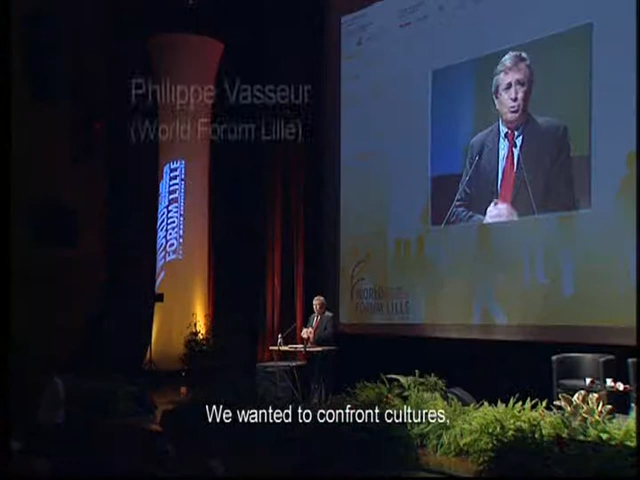 Philippe Vasseur
(World Forum Lille)
WORLD
FORUM LILLE
WORLD
FORUM LILLE
We wanted to confront cultures,